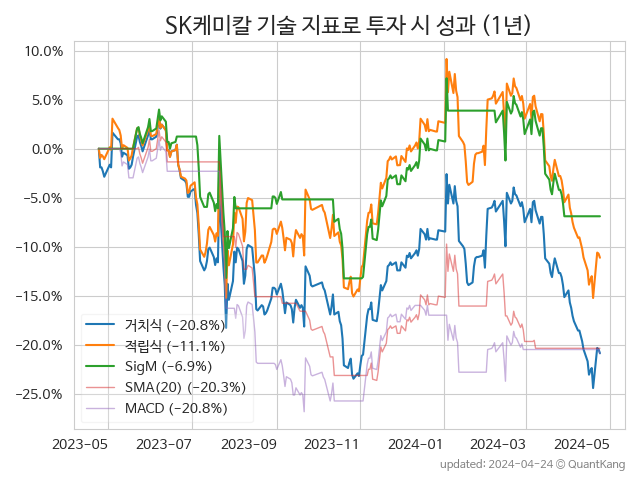 SK케미칼 기술 지표로 투자 시 성과 (1년)
10.0%
5.0%
0.0%
−5.0%
−10.0%
−15.0%
−20.0%
−25.0%
거치식 (−20.8%)
적립식 (−11.1%)
SigM (−6.9%)
SMA(20) (−20.3%)
MACD (−20.8%)
2023-05 2023-07 2023-09 2023-11 2024-01 2024-03 2024-05
updated: 2024-04-24 © QuantKang